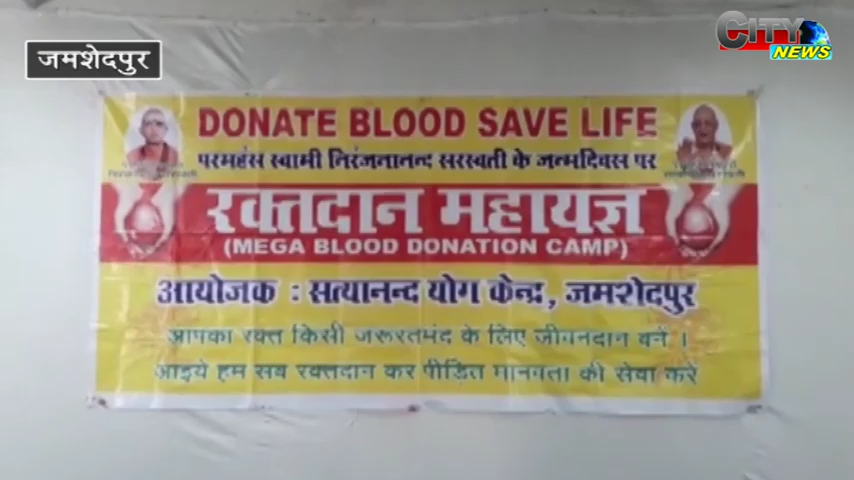 जमशेदपुर
CITY NEWS
DONATE BLOOD SAVE LIFE
परमहंस स्वामी निरंजनानन्द सरस्वती के जन्मदिवस पर
रक्तदान महायज्ञ
(MEGA BLOOD DONATION CAMP)
आयोजक : सत्यानन्द योग केन्द्र, जमशेदपुर
आपका रक्त किसी जरूरतमंद के लिए जीवनदान बनें ।
आइये हम सब रक्तदान कर पीड़ित मानवता की सेवा करें